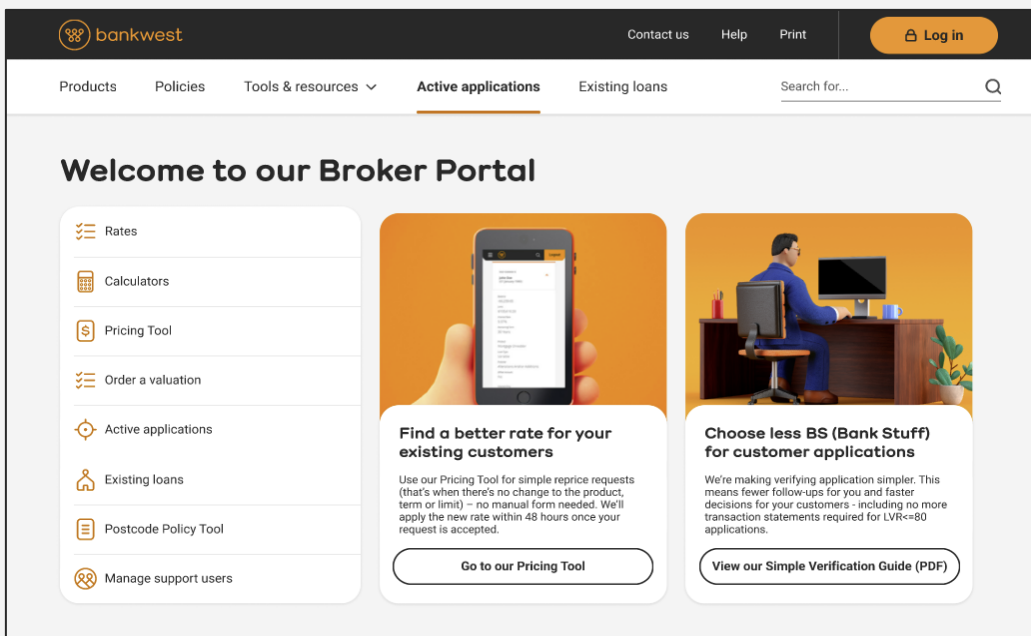 bankwest
Contact us
Help
Print
Log in
Products
Policies
Tools & resources
Active applications
Existing loans
Search for...
Welcome to our Broker Portal
Rates
Calculators
Pricing Tool
Order a valuation
Active applications
Existing loans
Postcode Policy Tool
Manage support users
Find a better rate for your
existing customers
Use our Pricing Tool for simple reprice requests
(that's when there's no change to the product,
term or limit) – no manual form needed. We'll
apply the new rate within 48 hours once your
request is accepted.
Go to our Pricing Tool
Choose less BS (Bank Stuff)
for customer applications
We're making verifying application simpler. This
means fewer follow-ups for you and faster
decisions for your customers - including no more
transaction statements required for LVR<=80
applications.
View our Simple Verification Guide (PDF)